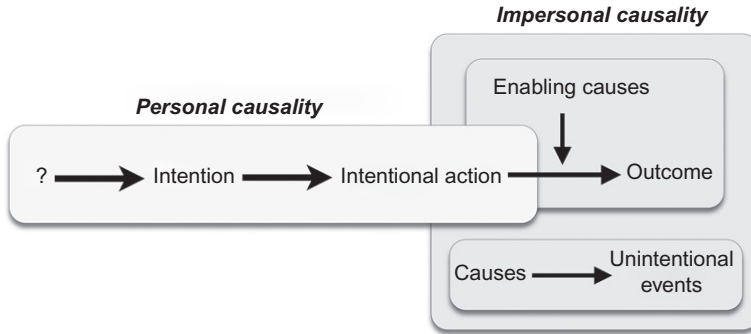 Impersonal causality
Enabling causes
Personal causality
? Intention Intentional action Outcome
Causes Unintentional
events